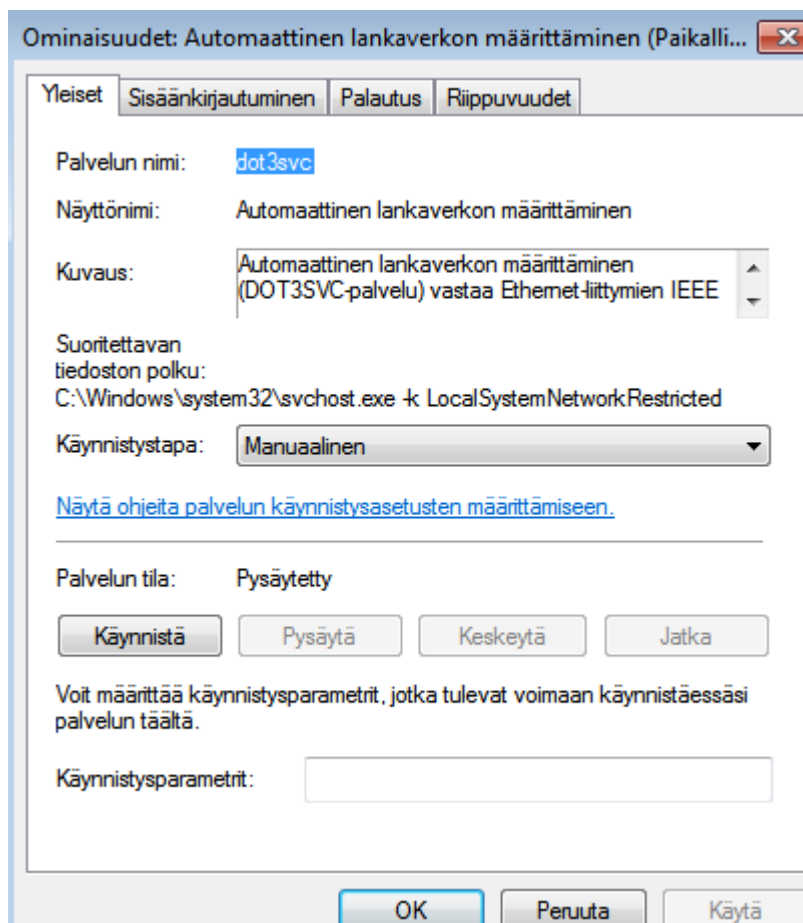 Ominaisuudet: Automaattinen lankaverkon määrittäminen (Paikalli...
Yleiset
Sisäänkirjautuminen
Palautus
Riippuvuudet
Palvelun nimi:
dot3svc
Näyttönimi:
Automaattinen lankaverkon määrittäminen
Kuvaus:
Automaattinen lankaverkon määrittäminen
(DOT3SVC-palvelu) vastaa Ethernet-liittymien IEEE
Suoritettavan
tiedoston polku:
C:\Windows\system32\svchost.exe -k LocalSystemNetworkRestricted
Käynnistystapa:
Manuaalinen
Näytä ohjeita palvelun käynnistysasetusten määrittämiseen.
Palvelun tila:
Pysäytetty
Käynnistä
Pysäytä
Keskeytä
Jatka
Voit määrittää käynnistysparametrit, jotka tulevat voimaan käynnistäessäsi
palvelun täältä.
Käynnistysparametrit:
OK
Peruuta
Käytä